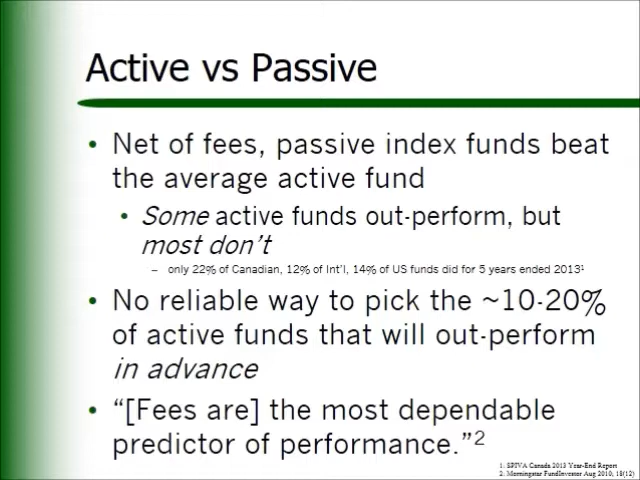 Active vs Passive
• Net of fees, passive index funds beat
the average active fund
• Some active funds out-perform, but
most don't
– only 22% of Canadian, 12% of Int'l, 14% of US funds did for 5 years ended 2013¹
• No reliable way to pick the ~10-20%
of active funds that will out-perform
in advance
• “[Fees are] the most dependable
predictor of performance.”²
1. SPIVA Canada 2013 Year-End Report
2. Morningstar FundInvestor Aug 2010, 18(12)